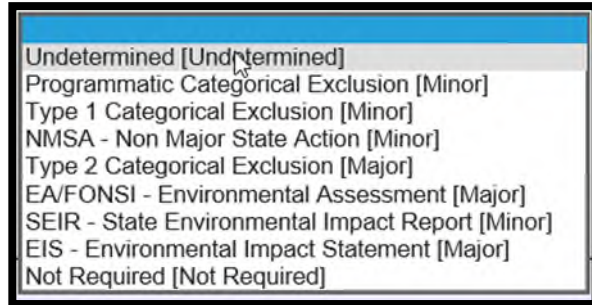 Undetermined [Undetermined]
Programmatic Categorical Exclusion [Minor]
Type 1 Categorical Exclusion [Minor]
NMSA - Non Major State Action [Minor]
Type 2 Categorical Exclusion [Major]
EA/FONSI - Environmental Assessment [Major]
SEIR - State Environmental Impact Report [Minor]
EIS - Environmental Impact Statement [Major]
Not Required [Not Required]